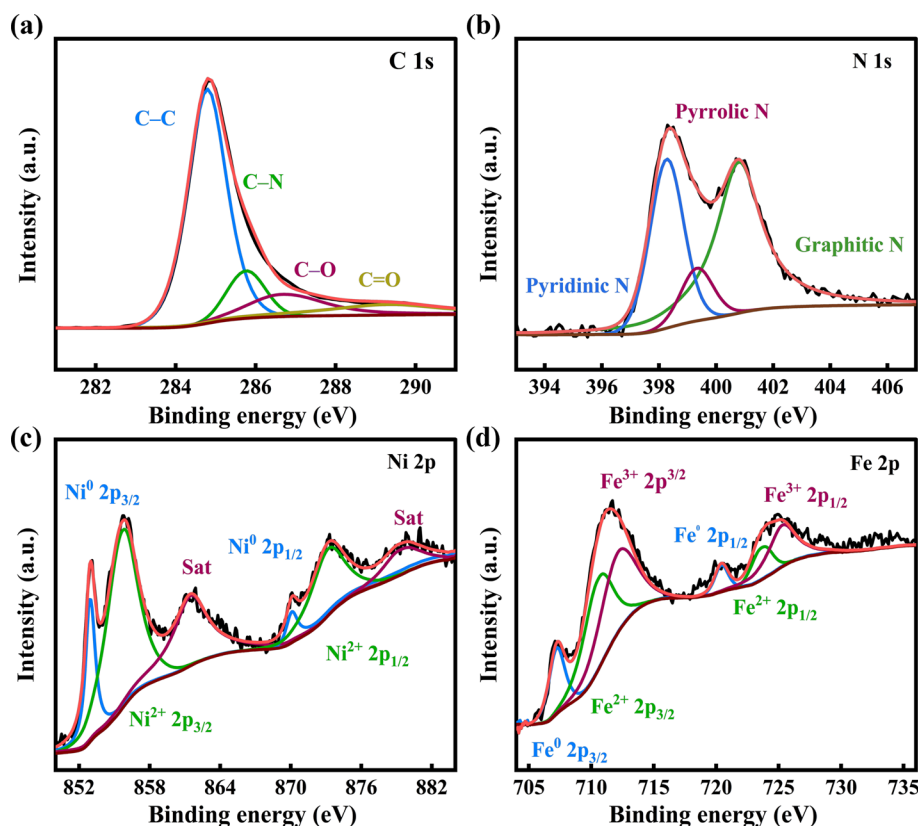 (a)
C 1s
C–C
C–N
C–O
C=O
Intensity (a.u.)
282 284 286 288 290
Binding energy (eV)
(b)
N 1s
Pyrrolic N
Graphitic N
Pyridinic N
Intensity (a.u.)
394 396 398 400 402 404 406
Binding energy (eV)
(c)
Ni 2p
Ni⁰ 2p₃/₂
Sat
Ni⁰ 2p₁/₂
Sat
Ni²⁺ 2p₁/₂
Ni²⁺ 2p₃/₂
Intensity (a.u.)
852 858 864 870 876 882
Binding energy (eV)
(d)
Fe 2p
Fe³⁺ 2p³/²
Fe³⁺ 2p₁/₂
Fe° 2p₁/₂
Fe²⁺ 2p₁/₂
Fe²⁺ 2p₃/₂
Fe⁰ 2p₃/₂
Intensity (a.u.)
705 710 715 720 725 730 735
Binding energy (eV)